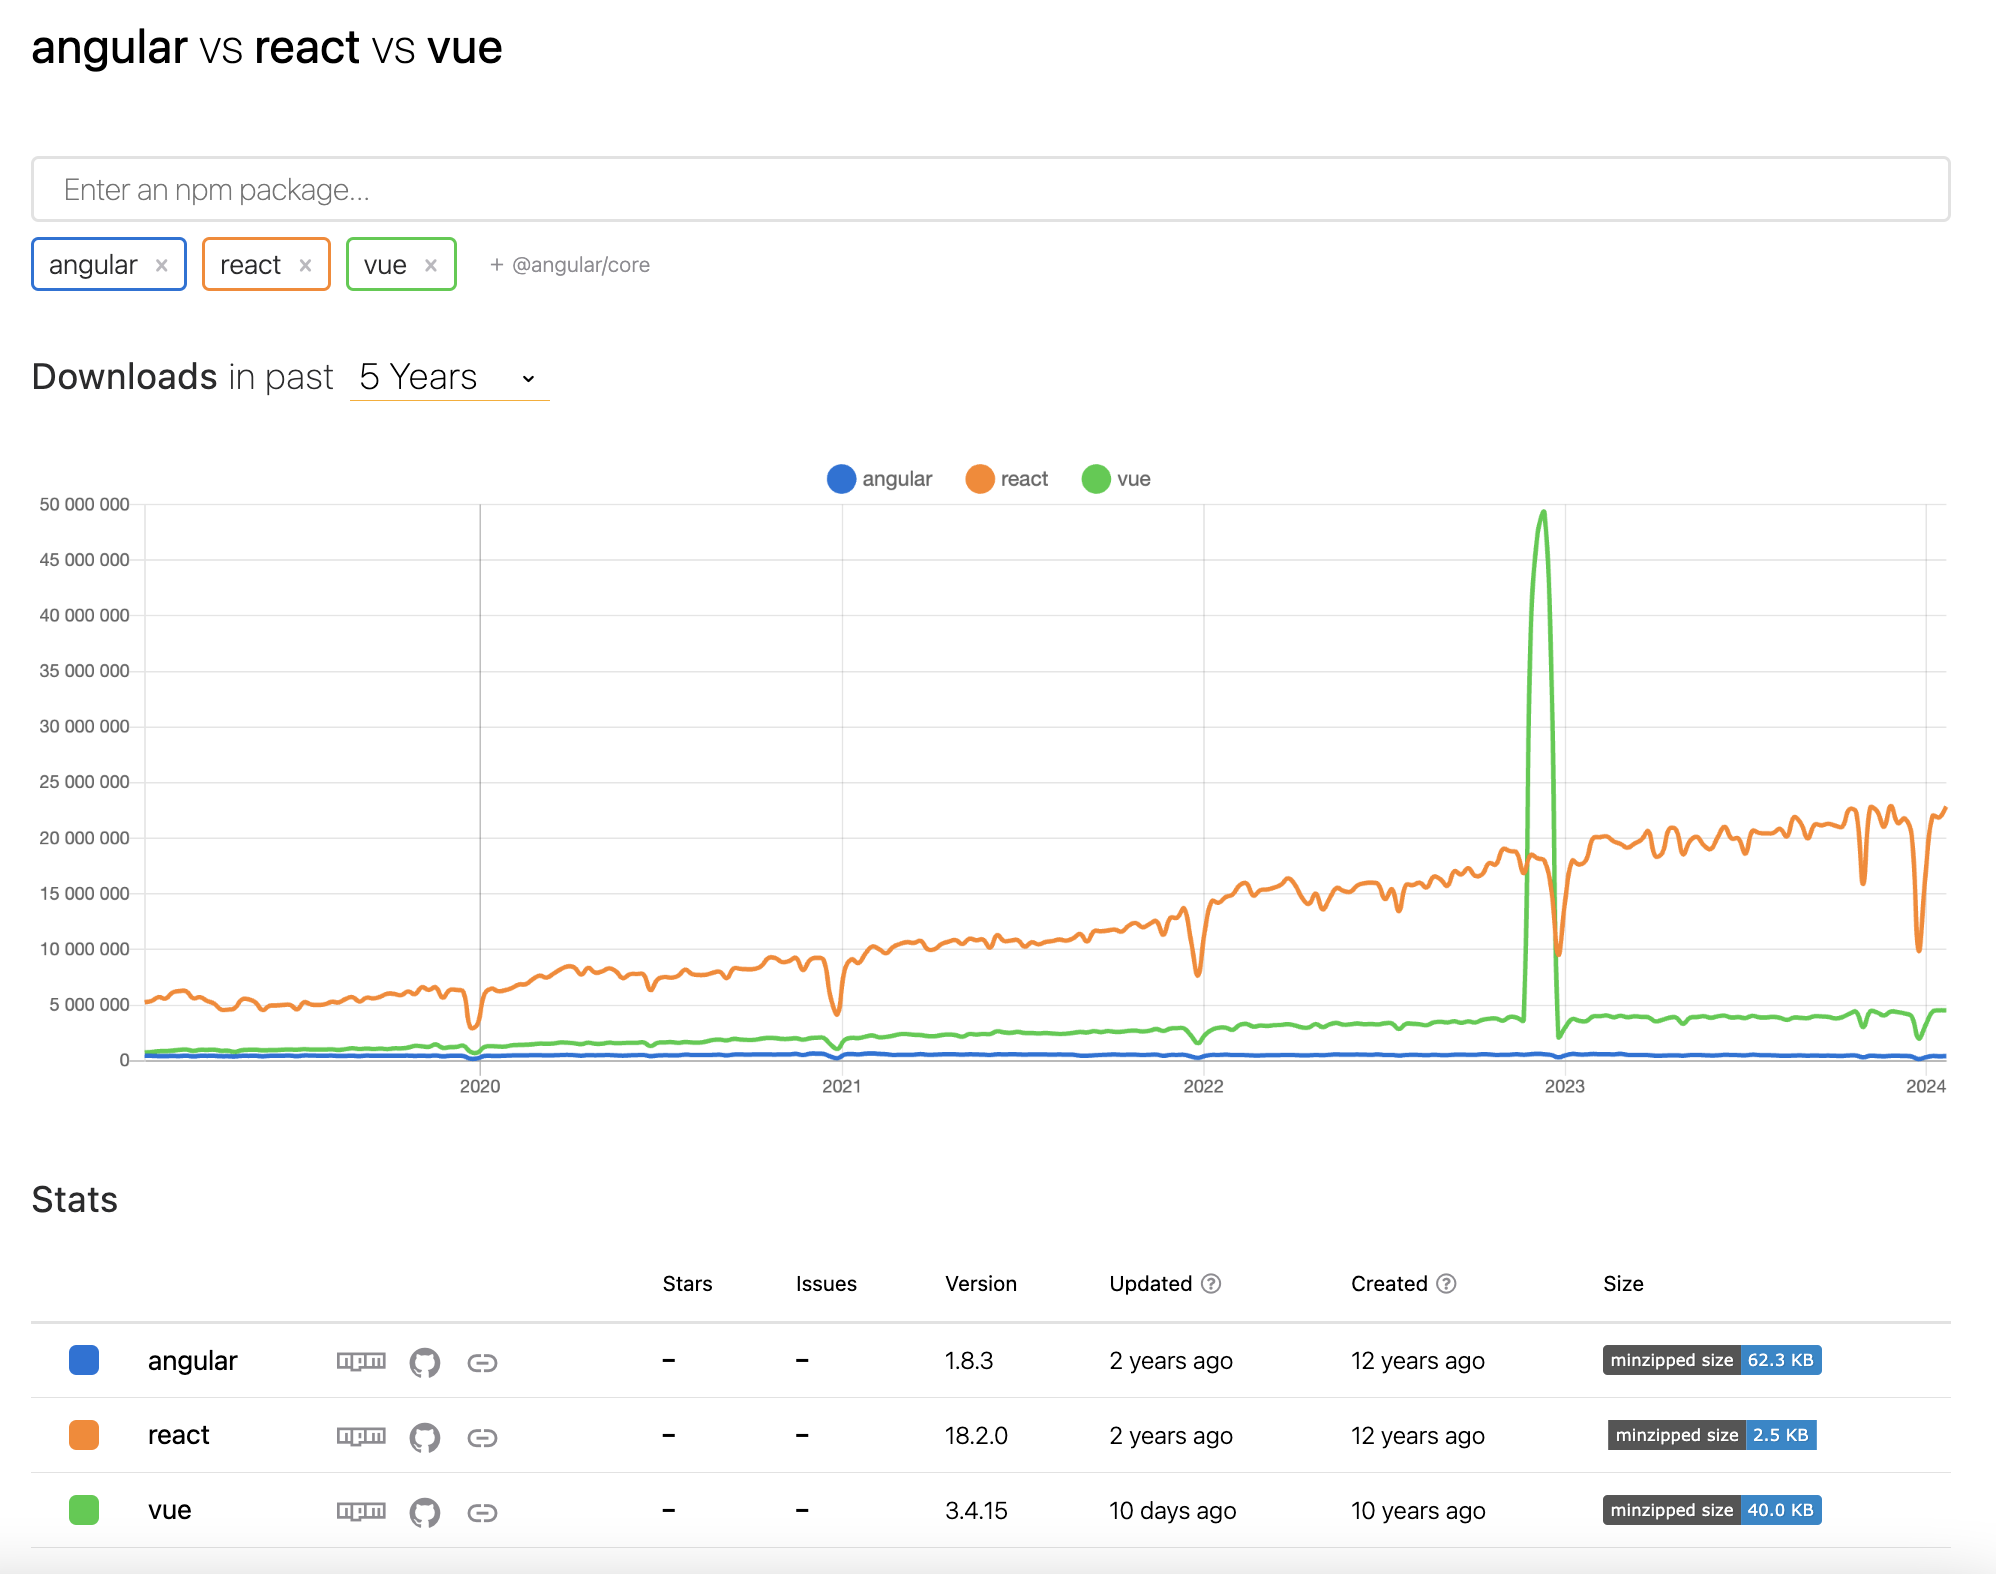 angular vs react vs vue
Enter an npm package...
angular × react × vue × + @angular/core
Downloads in past 5 Years
angular react vue
50 000 000
45 000 000
40 000 000
35 000 000
30 000 000
25 000 000
20 000 000
15 000 000
10 000 000
5 000 000
0
2020 2021 2022 2023 2024
Stats
Stars Issues Version Updated ? Created ? Size
angular npm – – 1.8.3 2 years ago 12 years ago minzipped size 62.3 KB
react npm – – 18.2.0 2 years ago 12 years ago minzipped size 2.5 KB
vue npm – – 3.4.15 10 days ago 10 years ago minzipped size 40.0 KB